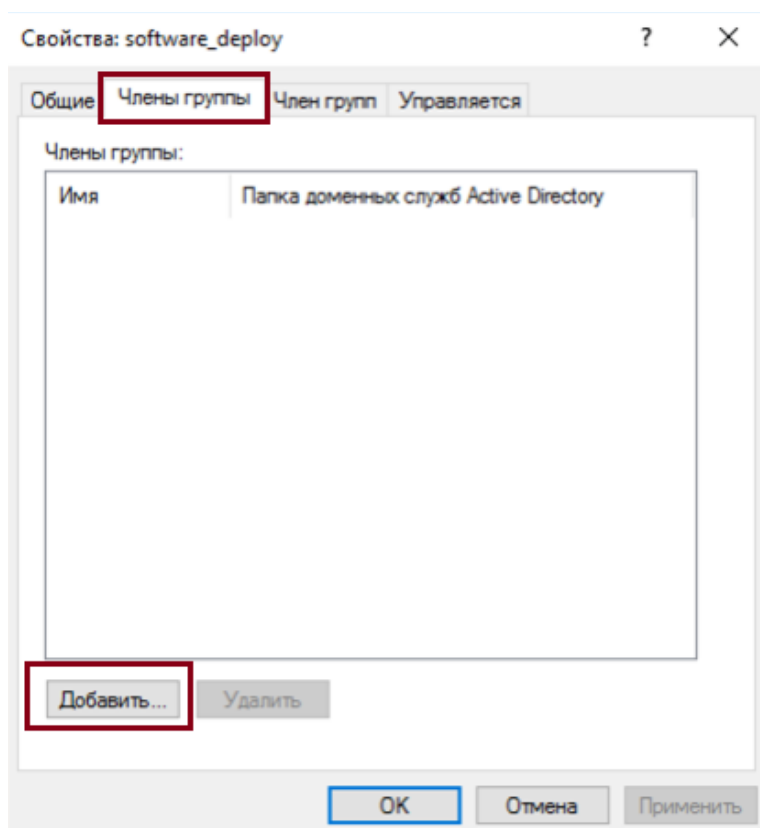 Свойства: software_deploy ? ×
Общие Члены группы Член групп Управляется
Члены группы:
Имя Папка доменных служб Active Directory
Добавить... Удалить
OK Отмена Применить